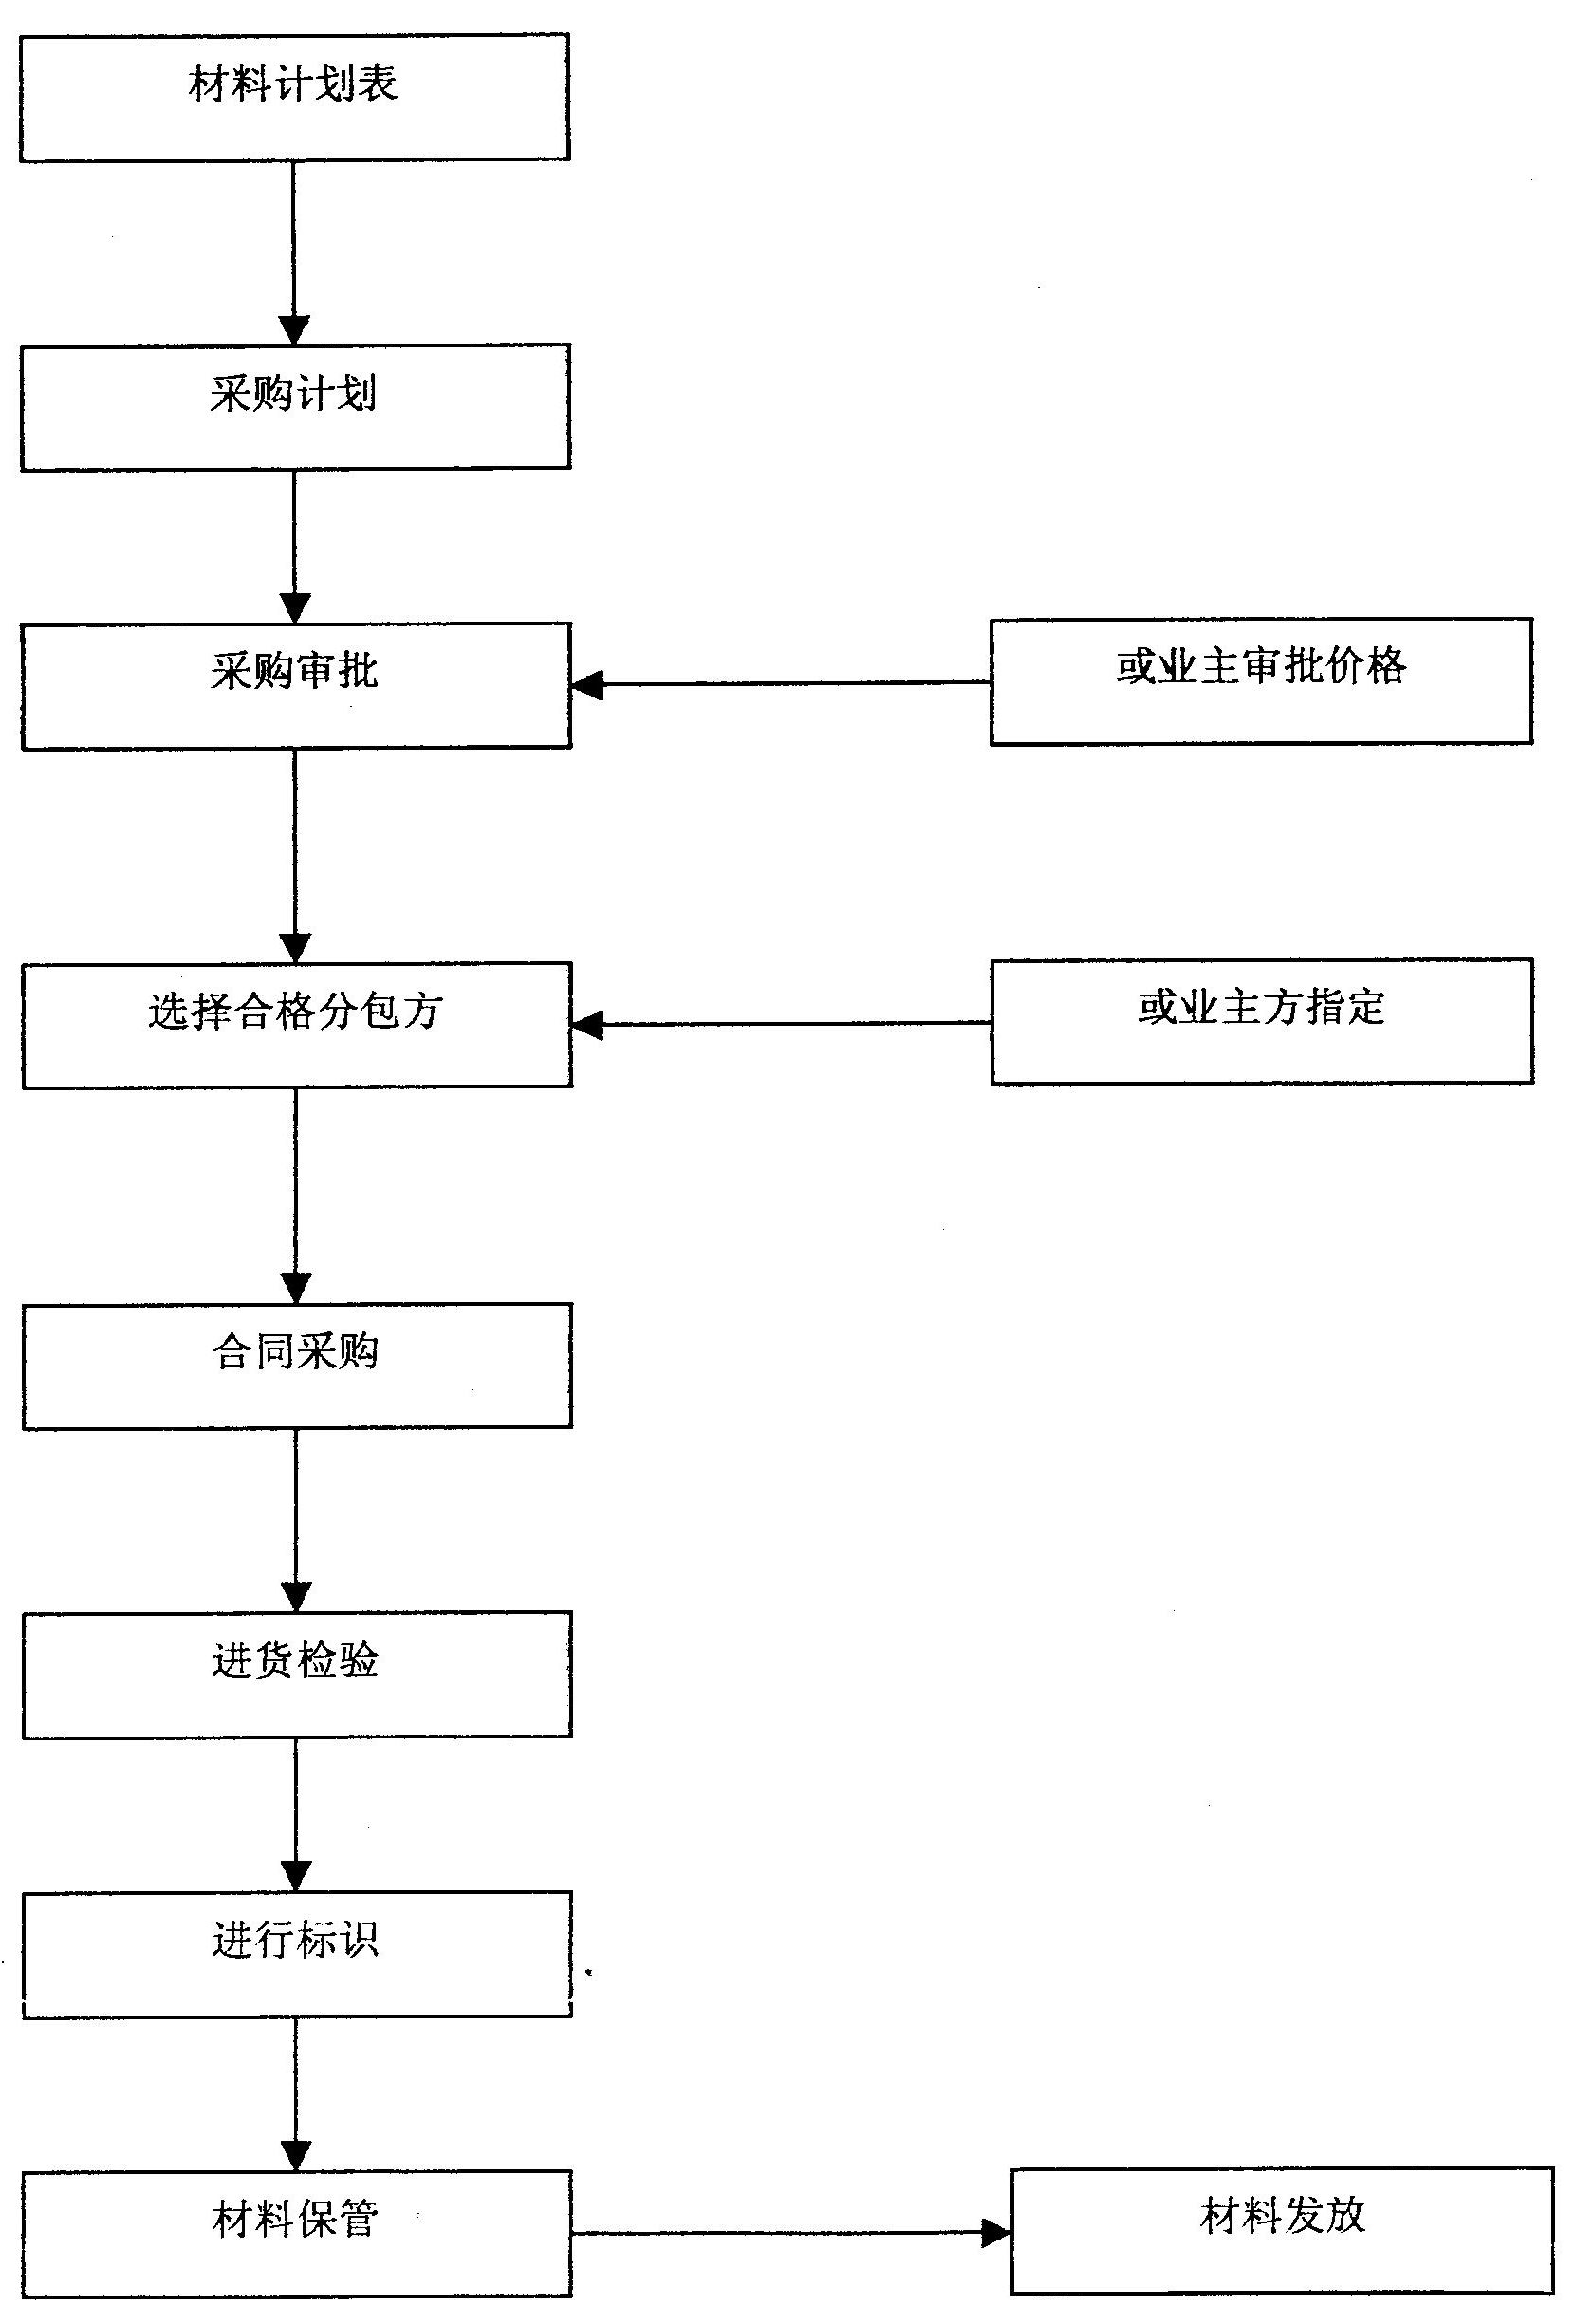 材料计划表
采购计划
采购审批
或业主审批价格
选择合格分包方
或业主方指定
合同采购
进货检验
进行标识
材料保管
材料发放